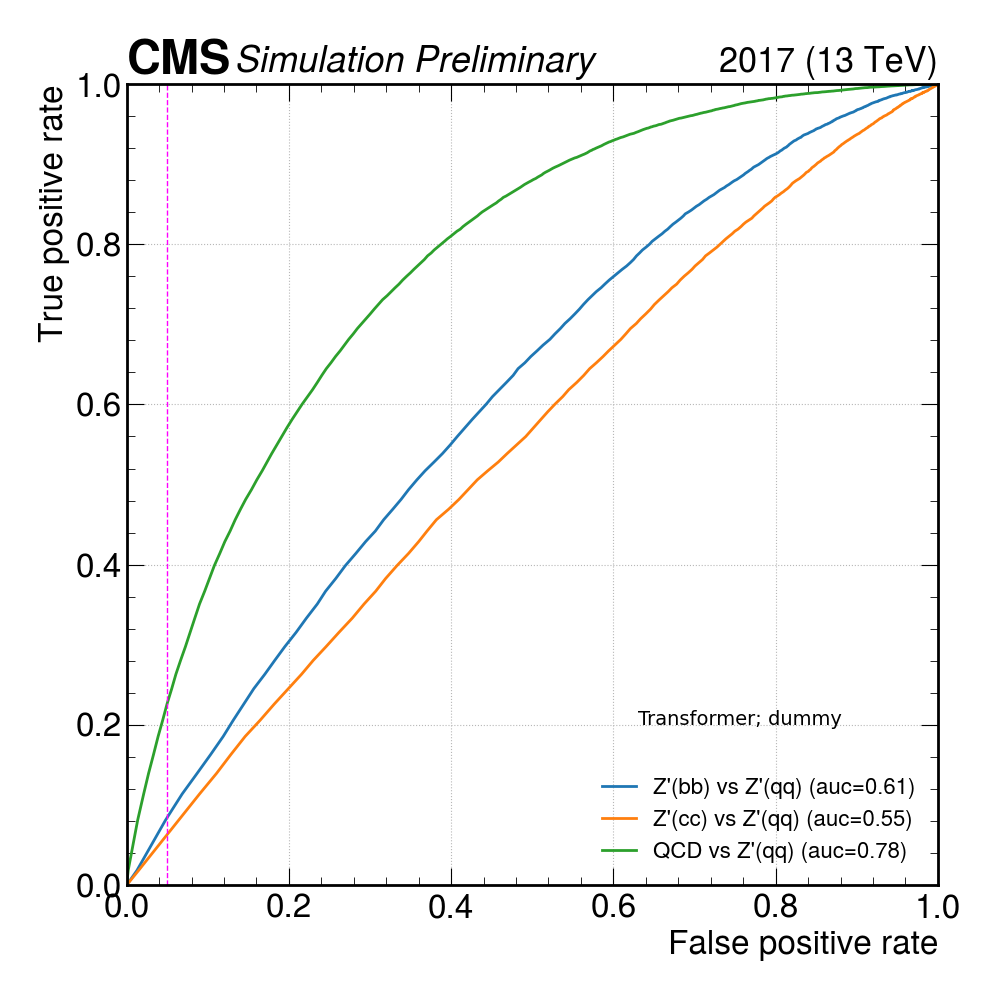 CMS Simulation Preliminary 2017 (13 TeV)
True positive rate
1.0
0.8
0.6
0.4
0.2
0.0
Transformer; dummy
Z'(bb) vs Z'(qq) (auc=0.61)
Z'(cc) vs Z'(qq) (auc=0.55)
QCD vs Z'(qq) (auc=0.78)
0.0 0.2 0.4 0.6 0.8 1.0
False positive rate